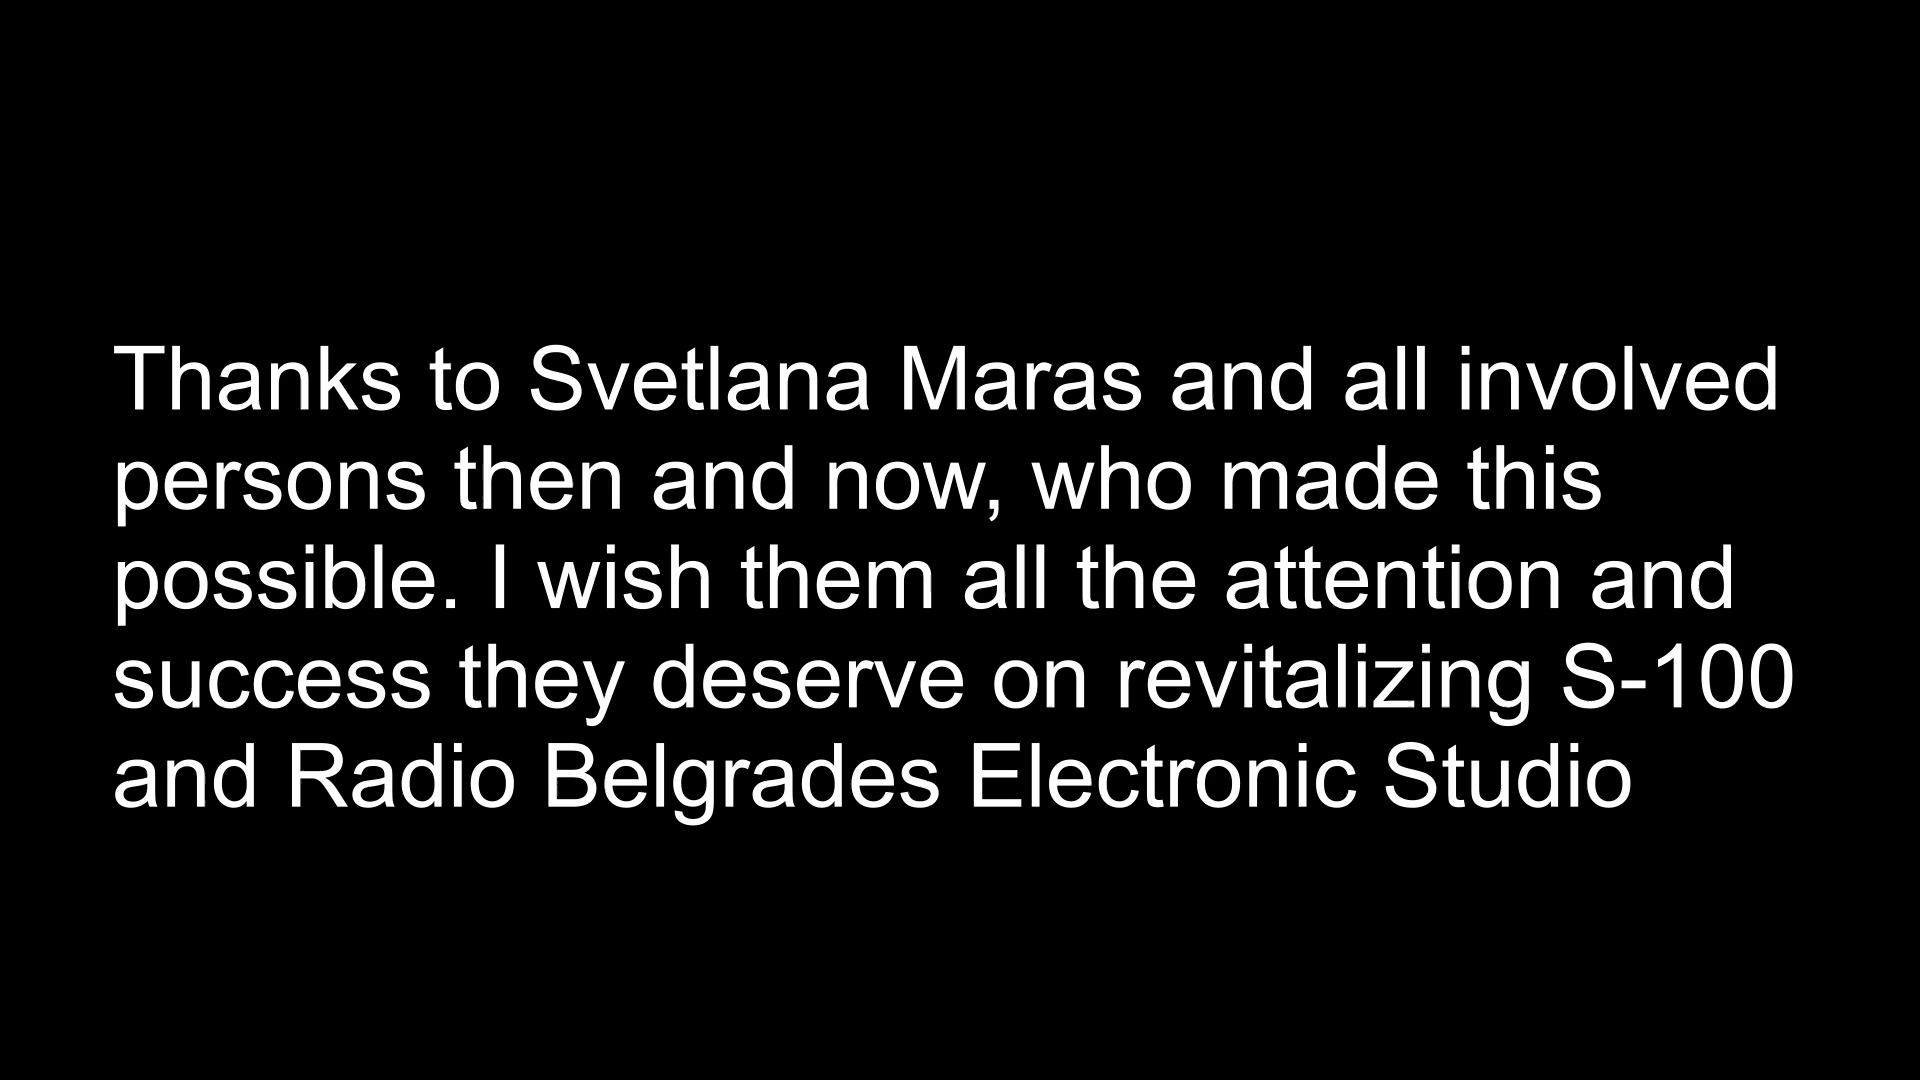 Thanks to Svetlana Maras and all involved
persons then and now, who made this
possible. I wish them all the attention and
success they deserve on revitalizing S-100
and Radio Belgrades Electronic Studio